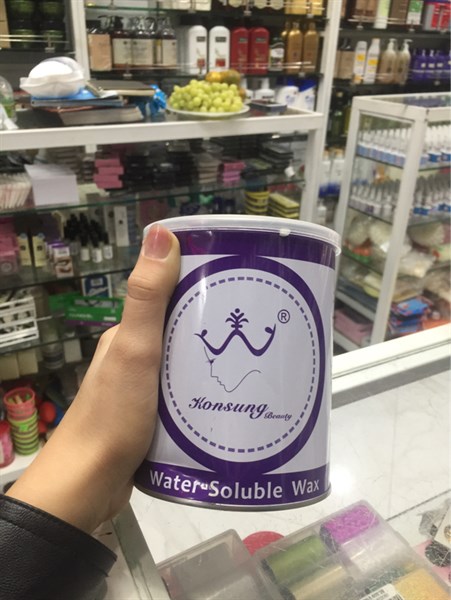 ®
Konsung
Beauty
Water-Soluble Wax